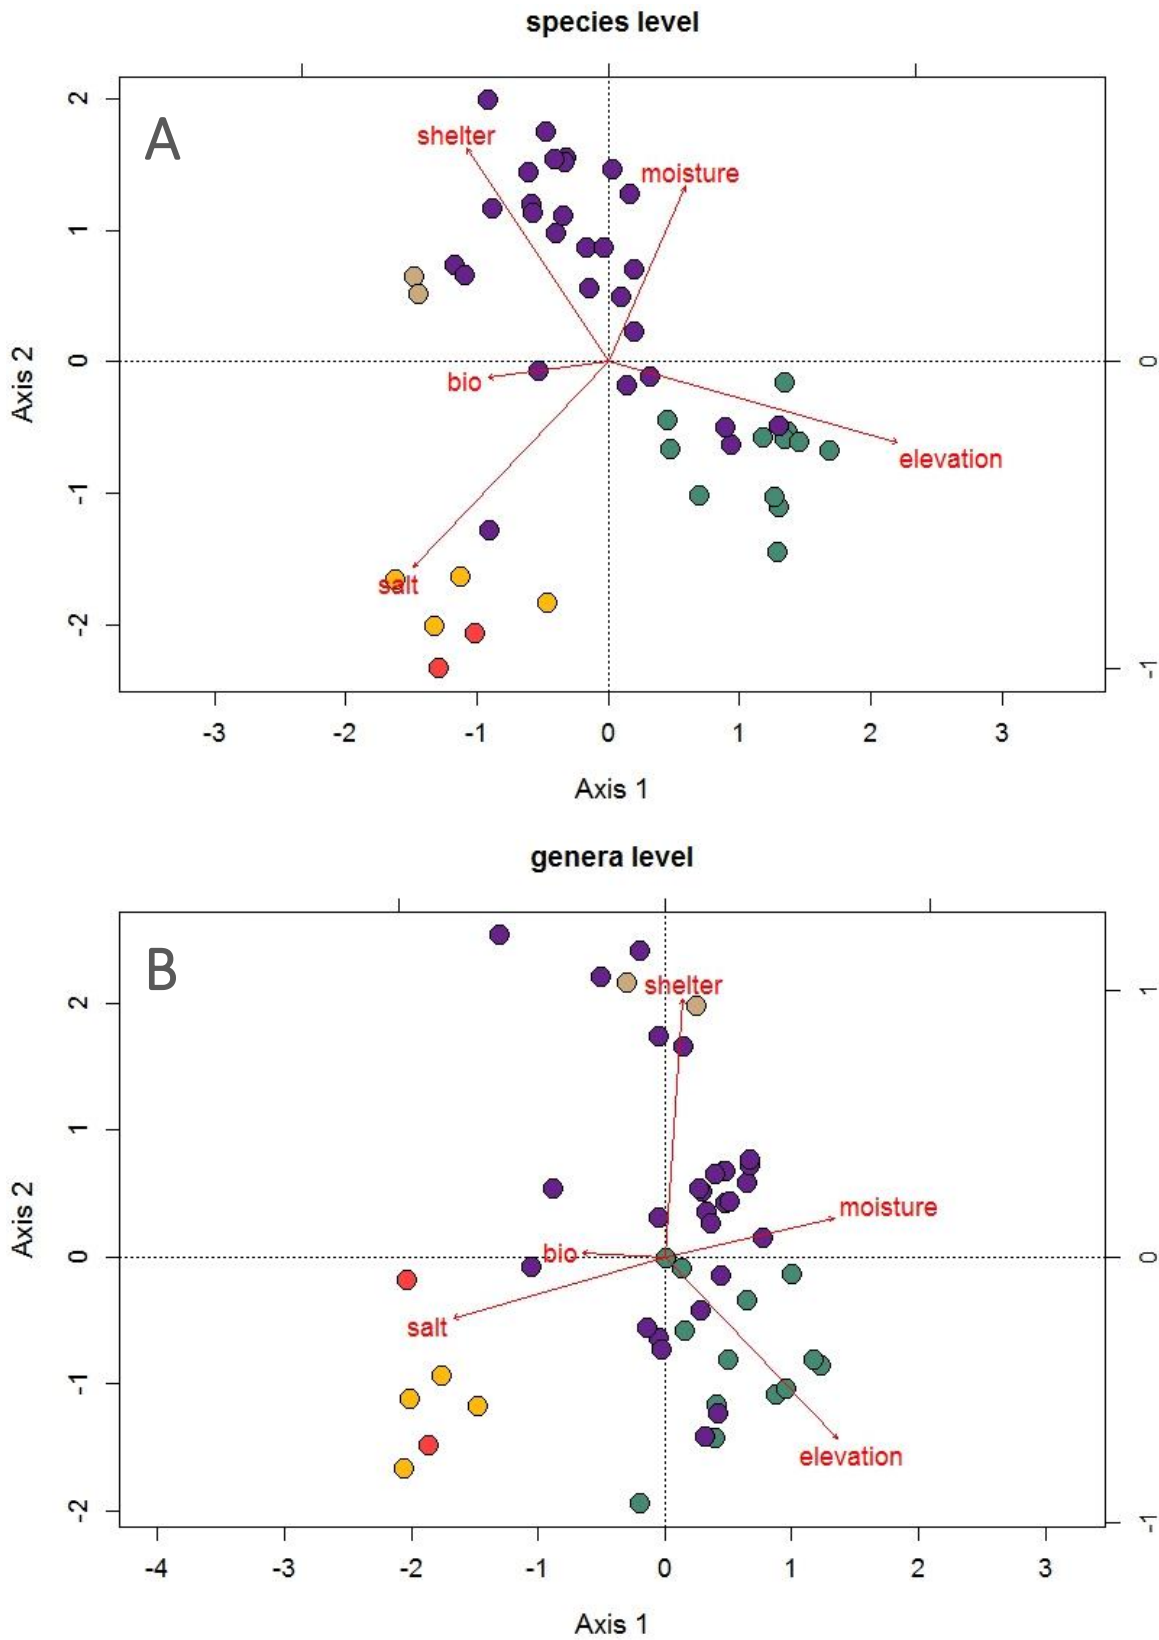 species level
A
shelter
moisture
bio
elevation
salt
2
1
0
-1
-2
Axis 2
0
-1
-3 -2 -1 0 1 2 3
Axis 1
genera level
B
shelter
moisture
bio
salt
elevation
2
1
0
-1
-2
Axis 2
1
0
-1
-4 -3 -2 -1 0 1 2 3
Axis 1